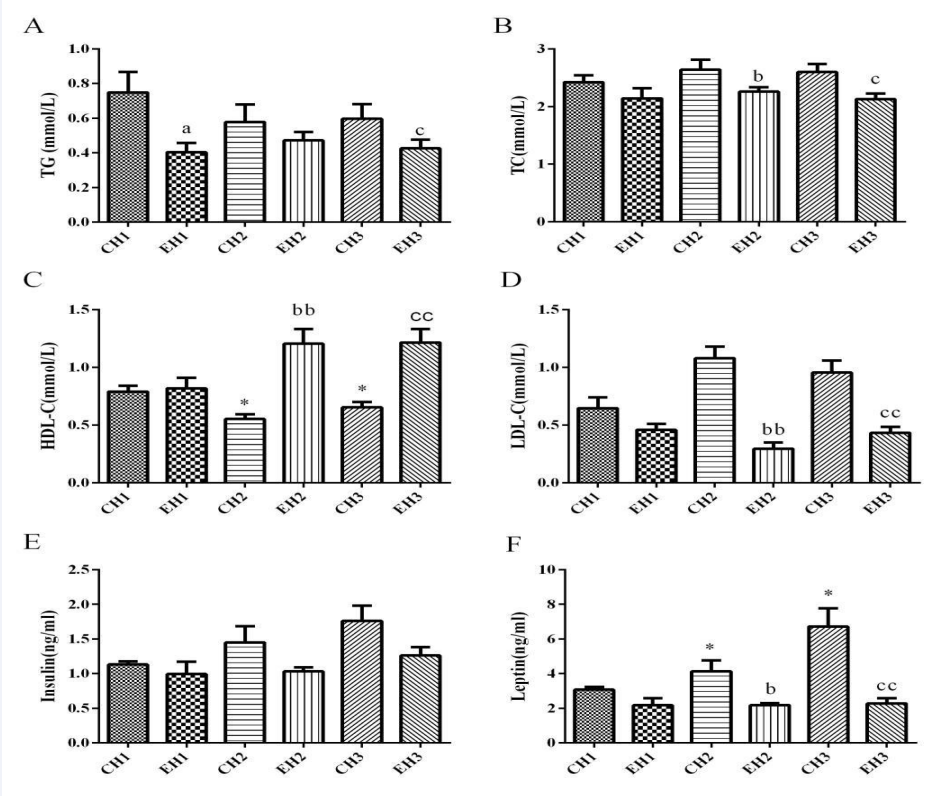 A
TG (mmol/L)
1.0
0.8
0.6
0.4
0.2
0.0
a
c
CH1 EH1 CH2 EH2 CH3 EH3
B
TC(mmol/L)
3
2
1
0
b
c
CH1 EH1 CH2 EH2 CH3 EH3
C
HDL-C(mmol/L)
1.5
1.0
0.5
0.0
*
bb
*
cc
CH1 EH1 CH2 EH2 CH3 EH3
D
LDL-C(mmol/L)
1.5
1.0
0.5
0.0
bb
cc
CH1 EH1 CH2 EH2 CH3 EH3
E
Insulin(ng/ml)
2.5
2.0
1.5
1.0
0.5
0.0
CH1 EH1 CH2 EH2 CH3 EH3
F
Leptin(ng/ml)
10
8
6
4
2
0
*
b
*
cc
CH1 EH1 CH2 EH2 CH3 EH3